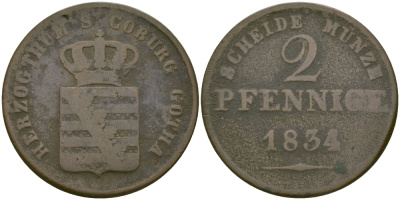 HERZOGTHUM S. COBURG GOTHA
SCHEIDE MÜNZE
2
PFENNIGE
1834